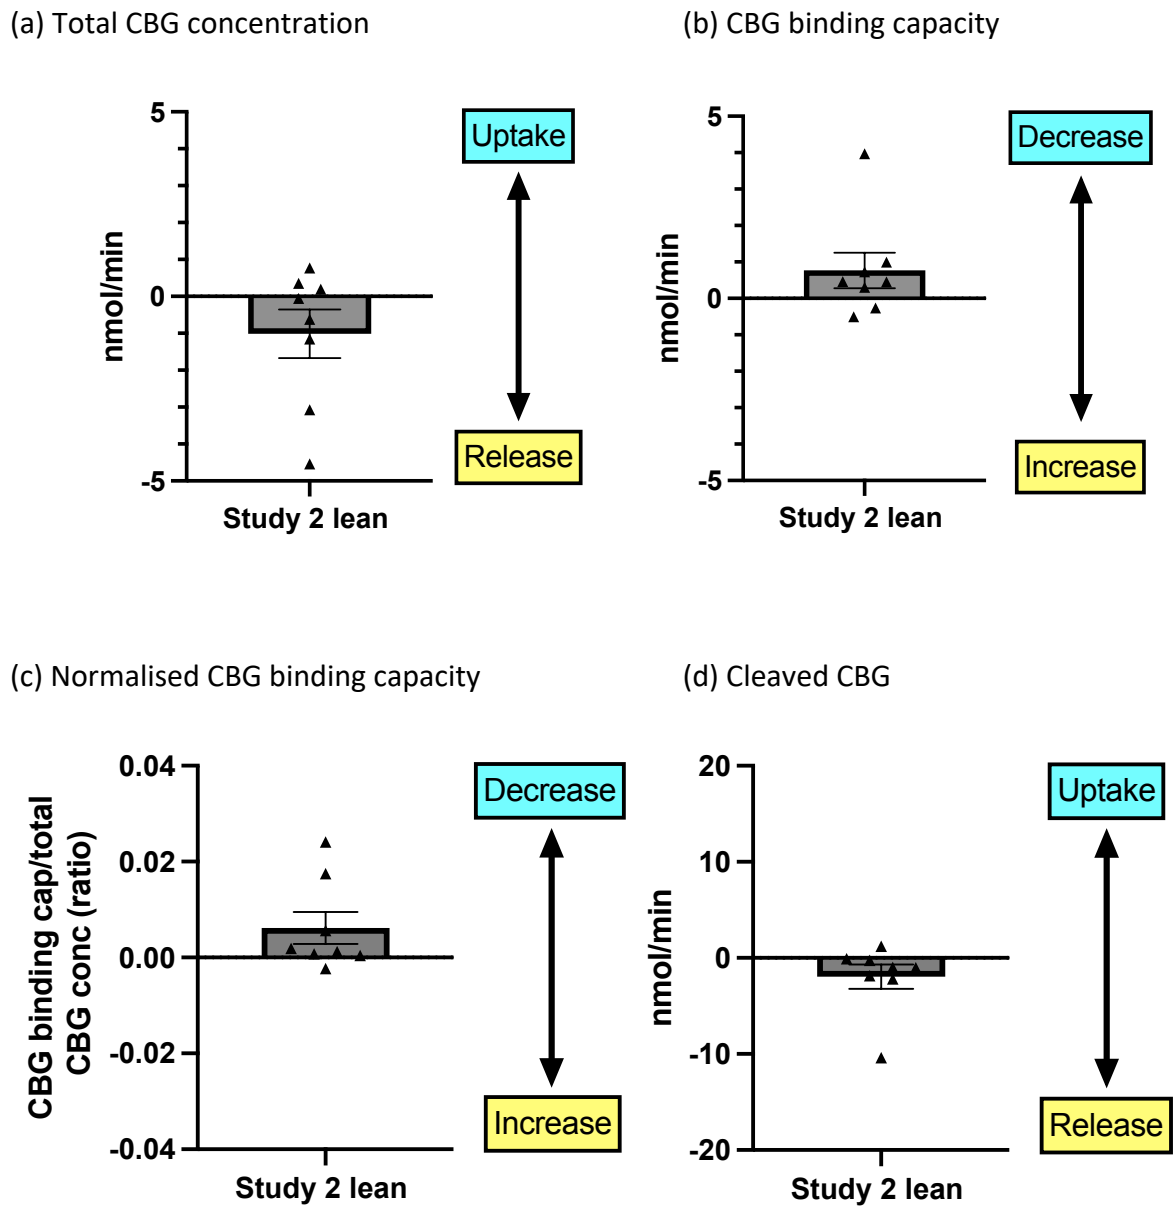 (a) Total CBG concentration
5
0
-5
nmol/min
Study 2 lean
Uptake
Release
(b) CBG binding capacity
5
0
-5
nmol/min
Study 2 lean
Decrease
Increase
(c) Normalised CBG binding capacity
0.04
0.02
0.00
-0.02
-0.04
CBG binding cap/total
CBG conc (ratio)
Study 2 lean
Decrease
Increase
(d) Cleaved CBG
20
10
0
-10
-20
nmol/min
Study 2 lean
Uptake
Release